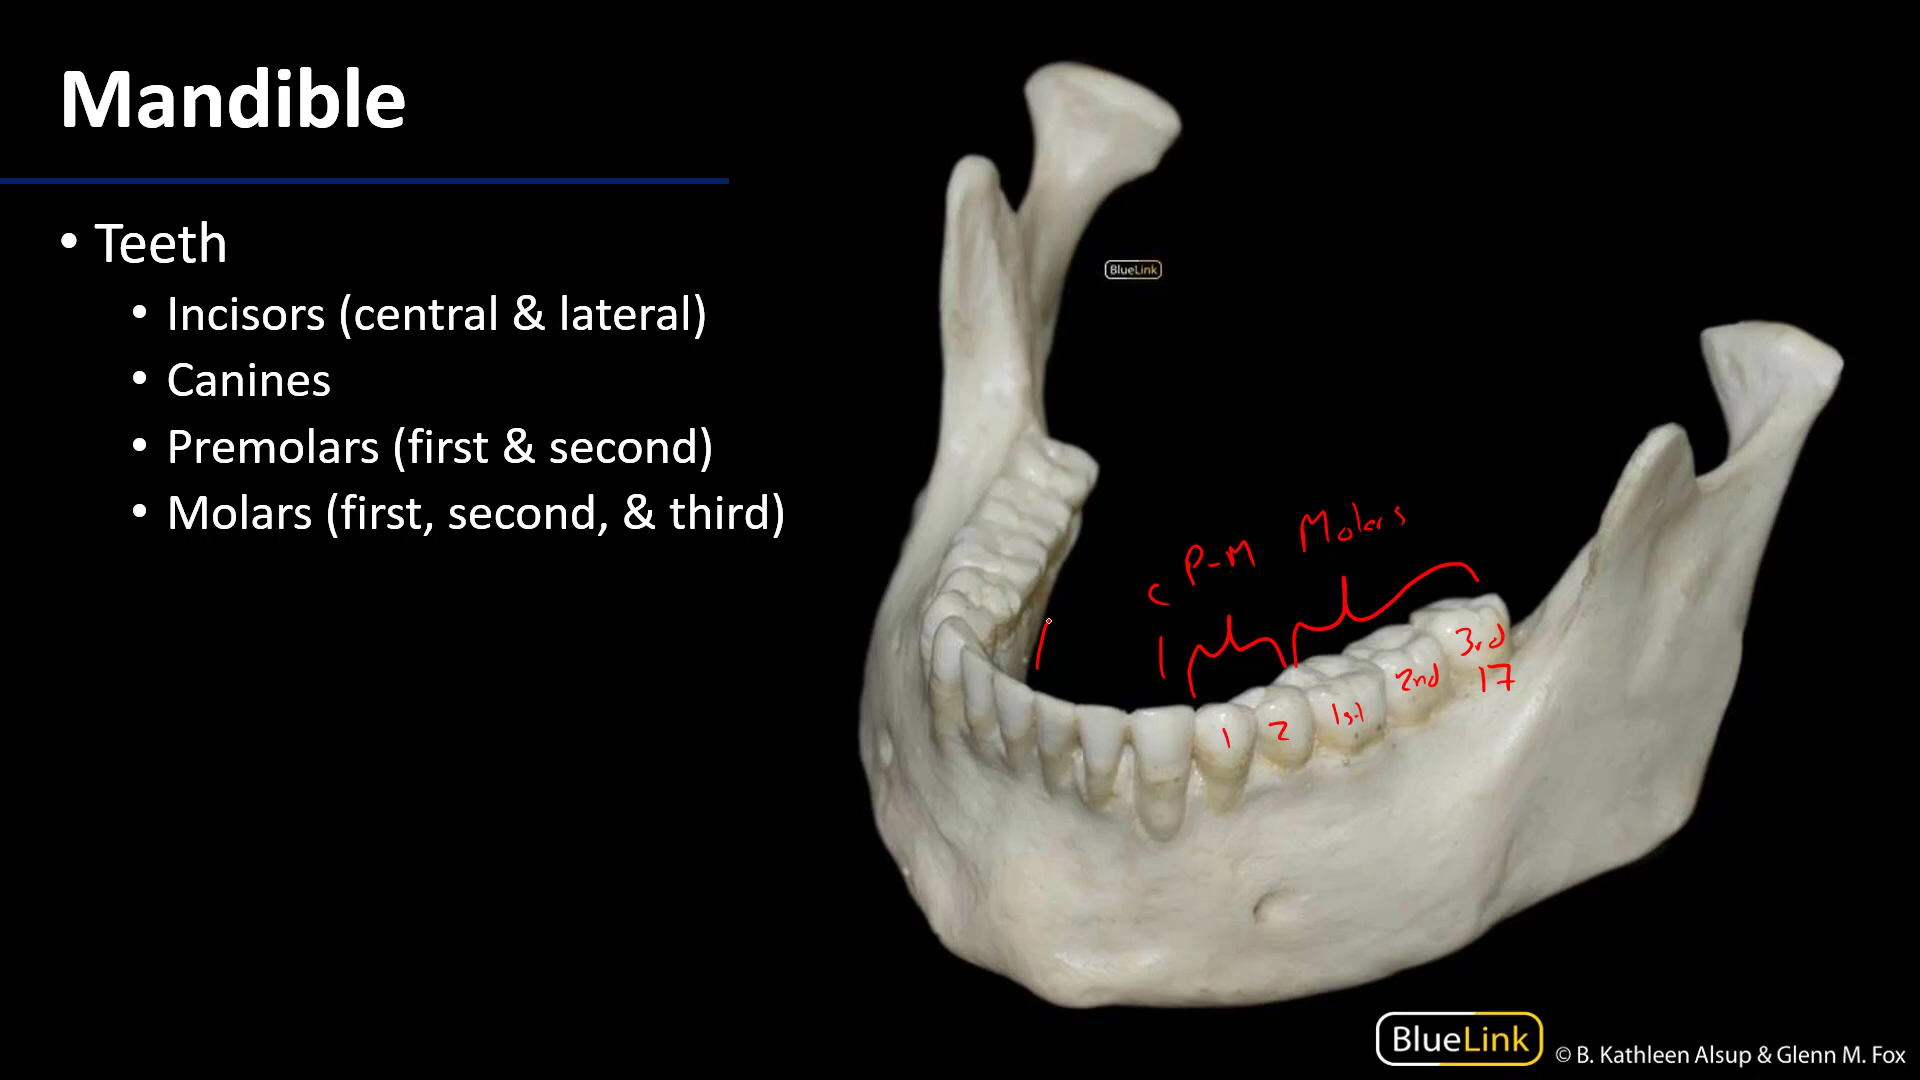 Mandible
• Teeth
• Incisors (central & lateral)
• Canines
• Premolars (first & second)
• Molars (first, second, & third)
BlueLink
C P-M Molars
3rd
2nd 17
1st
1 2
BlueLink © B. Kathleen Alsup & Glenn M. Fox